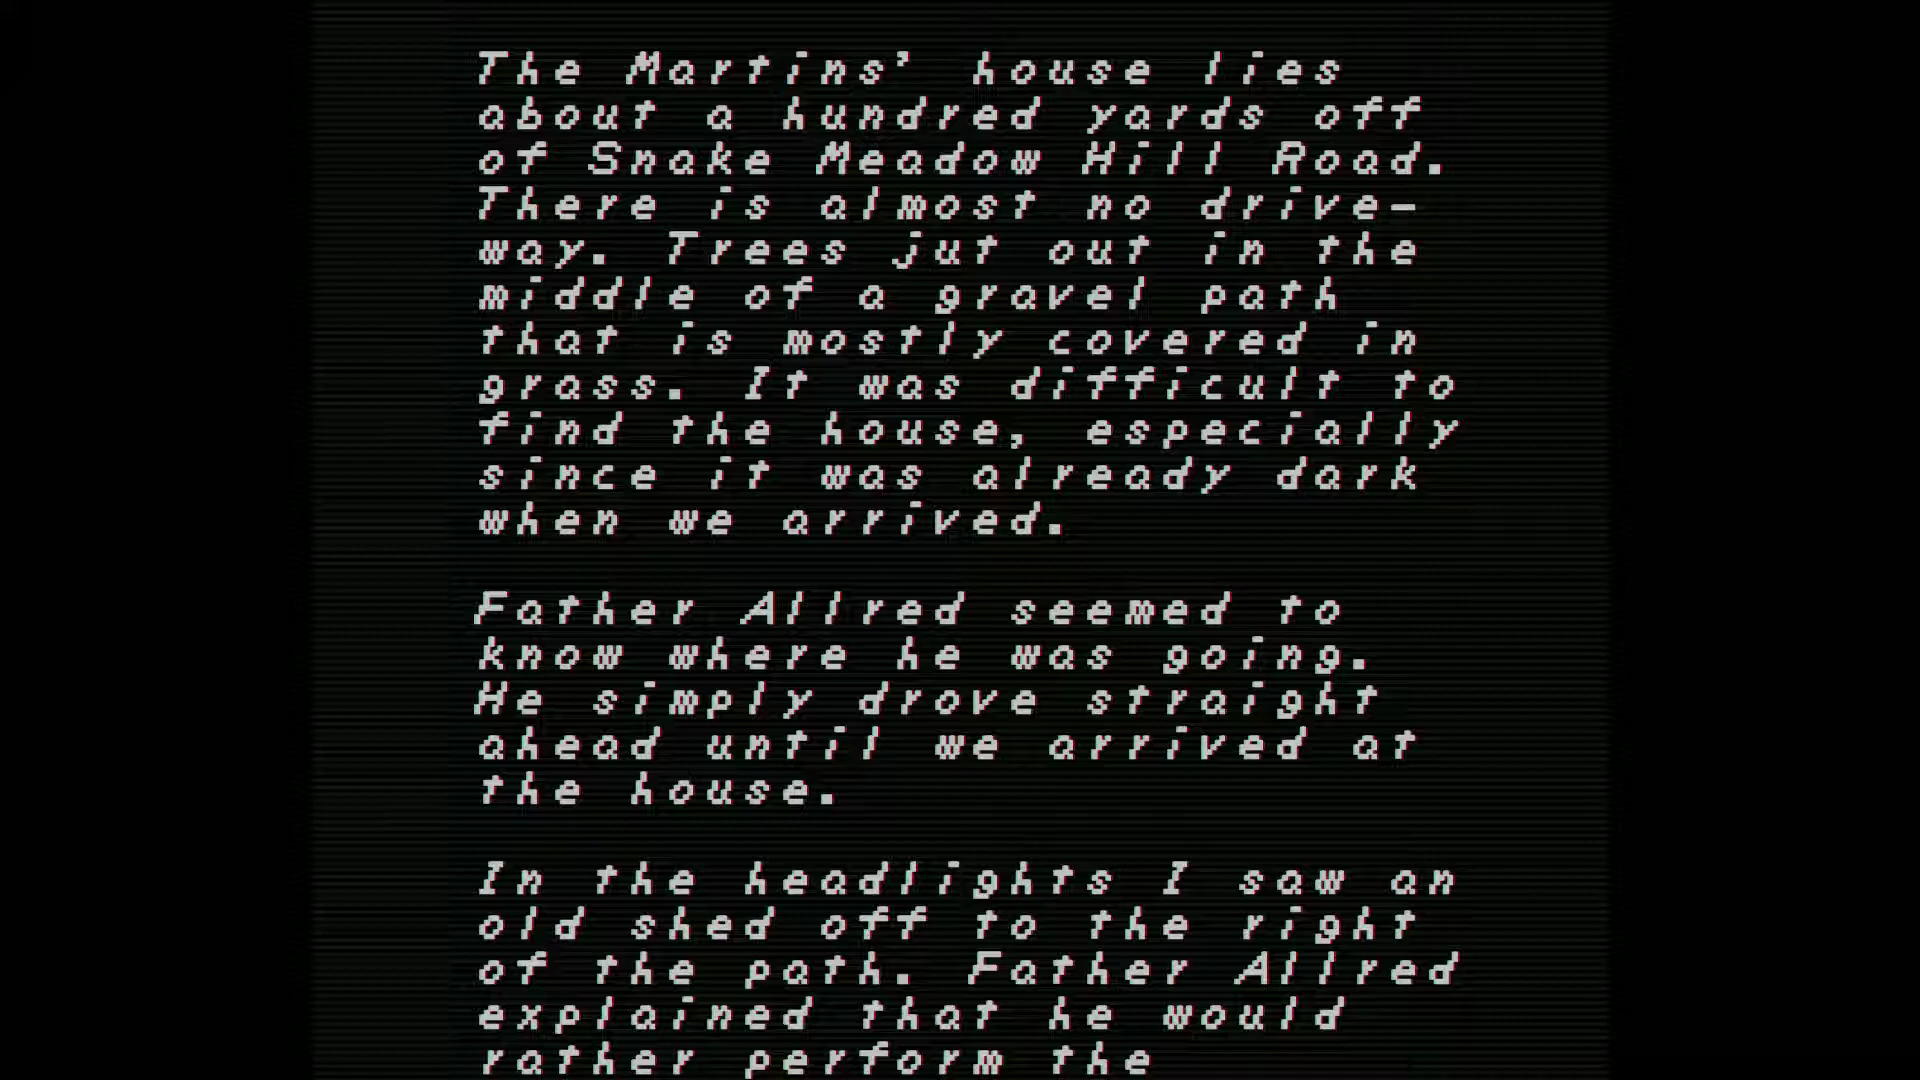 The Martins' house lies
about a hundred yards off
of Snake Meadow Hill Road.
There is almost no drive-
way. Trees jut out in the
middle of a gravel path
that is mostly covered in
grass. It was difficult to
find the house, especially
since it was already dark
when we arrived.
Father Allred seemed to
know where he was going.
He simply drove straight
ahead until we arrived at
the house.
In the headlights I saw an
old shed off to the right
of the path. Father Allred
explained that he would
rather perform the